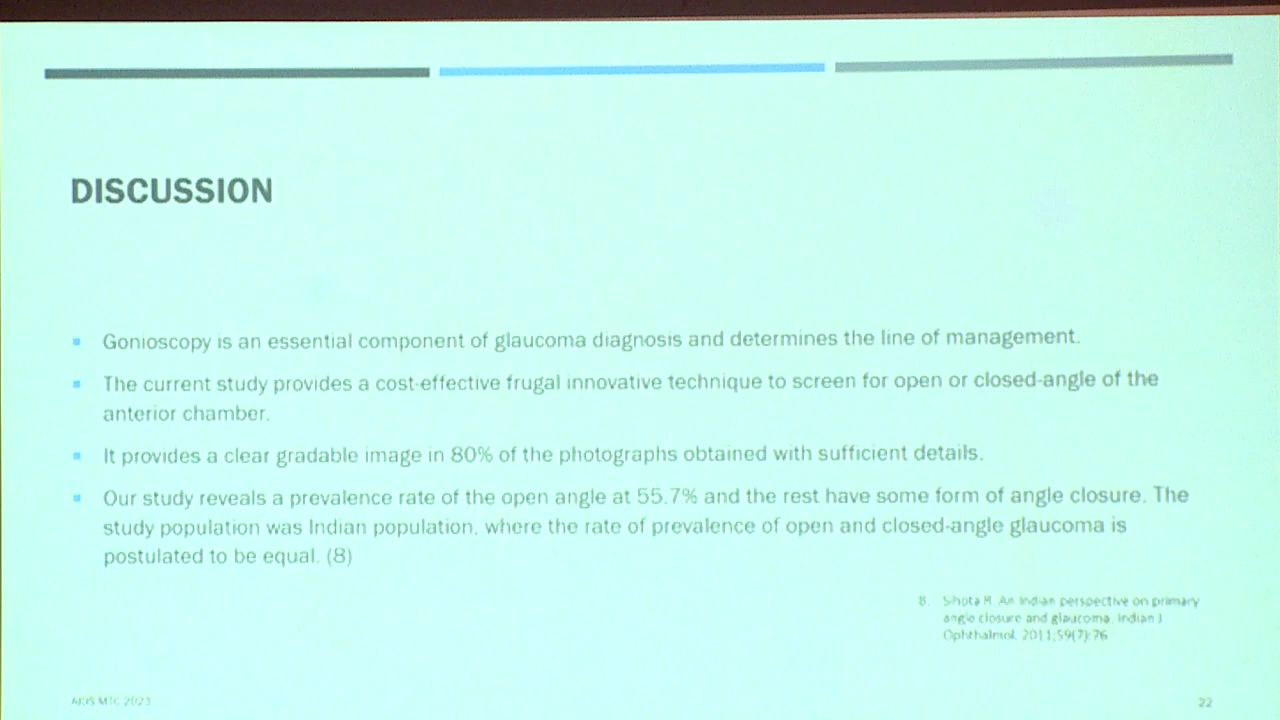 DISCUSSION
Gonioscopy is an essential component of glaucoma diagnosis and determines the line of management.
The current study provides a cost-effective frugal innovative technique to screen for open or closed-angle of the
anterior chamber.
It provides a clear gradable image in 80% of the photographs obtained with sufficient details.
Our study reveals a prevalence rate of the open angle at 55.7% and the rest have some form of angle closure. The
study population was Indian population, where the rate of prevalence of open and closed-angle glaucoma is
postulated to be equal. (8)
8. Sihota R. An Indian perspective on primary
angle closure and glaucoma. Indian J
Ophthalmol. 2011;59(7):76
AIOS MTC 2023
22